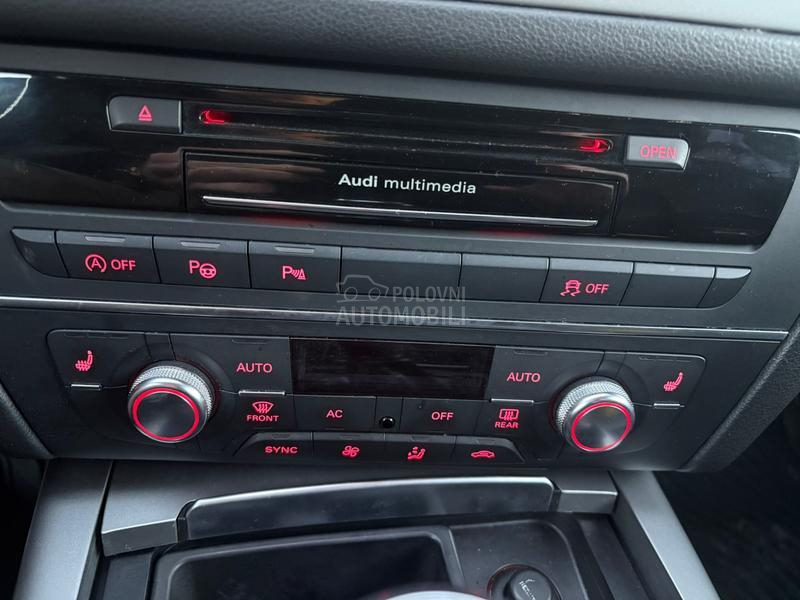 OPEN
Audi multimedia
A OFF P P OFF
POLOVNI
AUTOMOBILI
AUTO AUTO
FRONT AC OFF REAR
SYNC